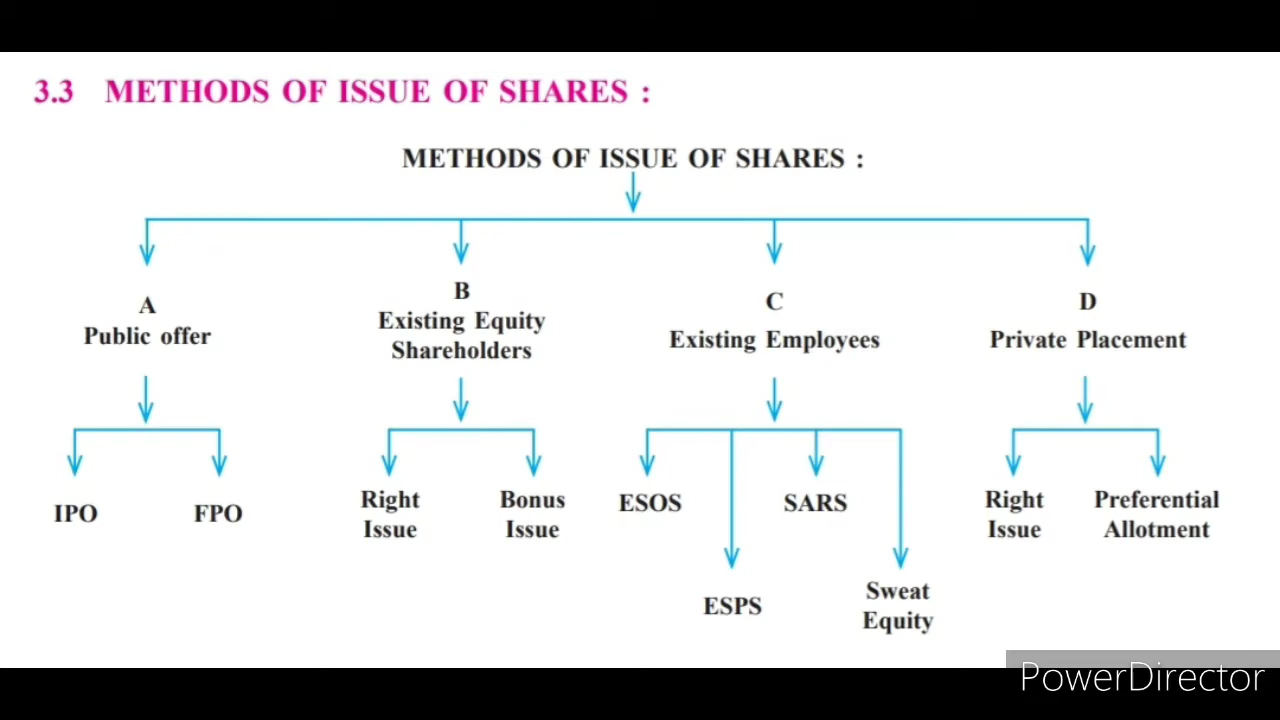 3.3 METHODS OF ISSUE OF SHARES :
METHODS OF ISSUE OF SHARES :
A
Public offer
B
Existing Equity
Shareholders
C
Existing Employees
D
Private Placement
IPO
FPO
Right
Issue
Bonus
Issue
ESOS
ESPS
SARS
Sweat
Equity
Right
Issue
Preferential
Allotment
PowerDirector